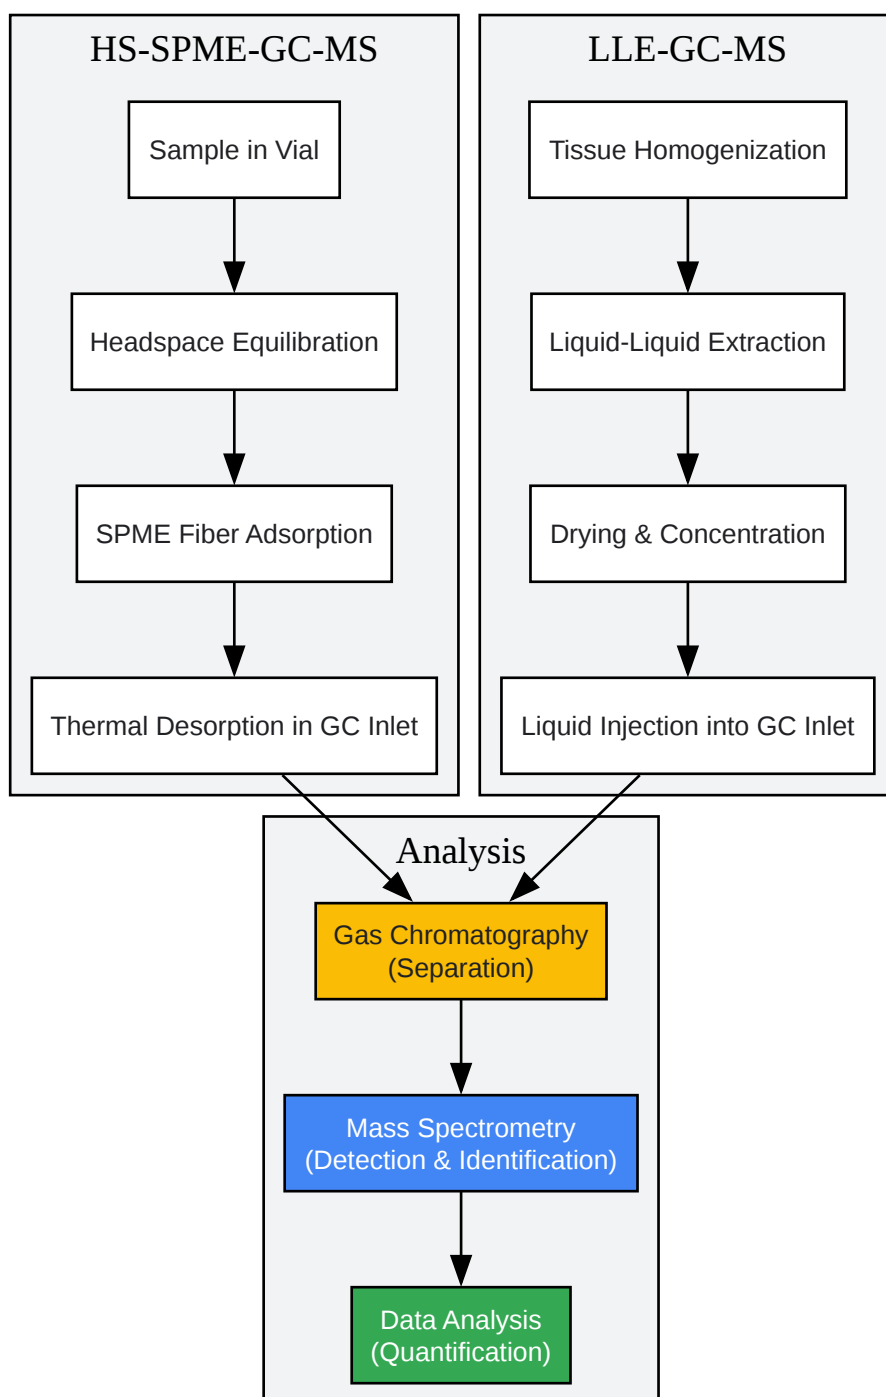 HS-SPME-GC-MS
Sample in Vial
Headspace Equilibration
SPME Fiber Adsorption
Thermal Desorption in GC Inlet
LLE-GC-MS
Tissue Homogenization
Liquid-Liquid Extraction
Drying & Concentration
Liquid Injection into GC Inlet
Analysis
Gas Chromatography
(Separation)
Mass Spectrometry
(Detection & Identification)
Data Analysis
(Quantification)